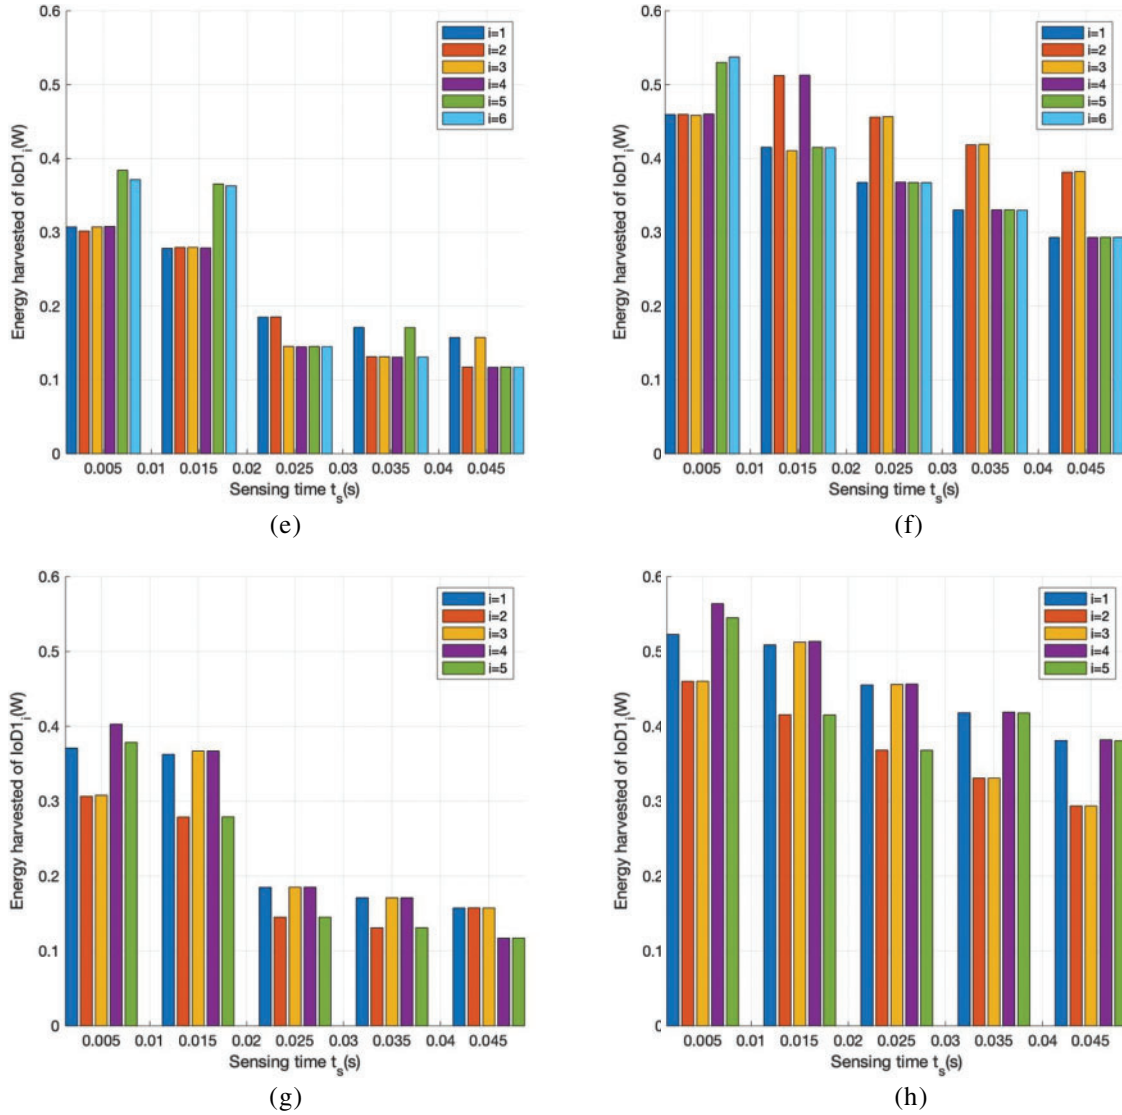 0.6
0.5
0.4
0.3
0.2
0.1
0
Energy harvested of IoD1i(W)
i=1
i=2
i=3
i=4
i=5
i=6
0.005 0.01 0.015 0.02 0.025 0.03 0.035 0.04 0.045
Sensing time ts(s)
(e)
0.6
0.5
0.4
0.3
0.2
0.1
0
Energy harvested of IoD1i(W)
i=1
i=2
i=3
i=4
i=5
i=6
0.005 0.01 0.015 0.02 0.025 0.03 0.035 0.04 0.045
Sensing time ts(s)
(f)
0.6
0.5
0.4
0.3
0.2
0.1
0
Energy harvested of IoD1i(W)
i=1
i=2
i=3
i=4
i=5
0.005 0.01 0.015 0.02 0.025 0.03 0.035 0.04 0.045
Sensing time ts(s)
(g)
0.6
0.5
0.4
0.3
0.2
0.1
0
Energy harvested of IoD1i(W)
i=1
i=2
i=3
i=4
i=5
0.005 0.01 0.015 0.02 0.025 0.03 0.035 0.04 0.045
Sensing time ts(s)
(h)